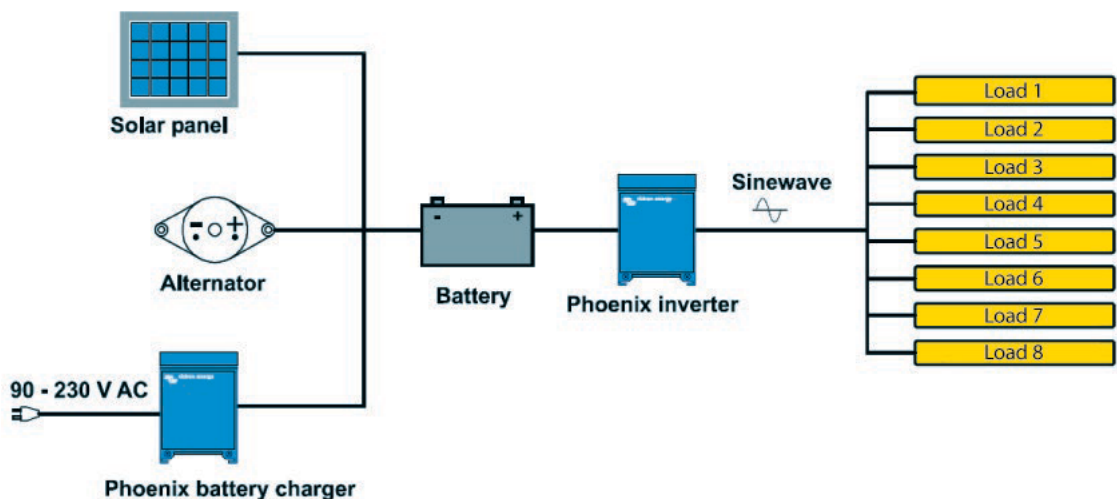 Solar panel
Alternator
90 - 230 V AC
Phoenix battery charger
- +
Battery
Phoenix inverter
Sinewave
Load 1
Load 2
Load 3
Load 4
Load 5
Load 6
Load 7
Load 8